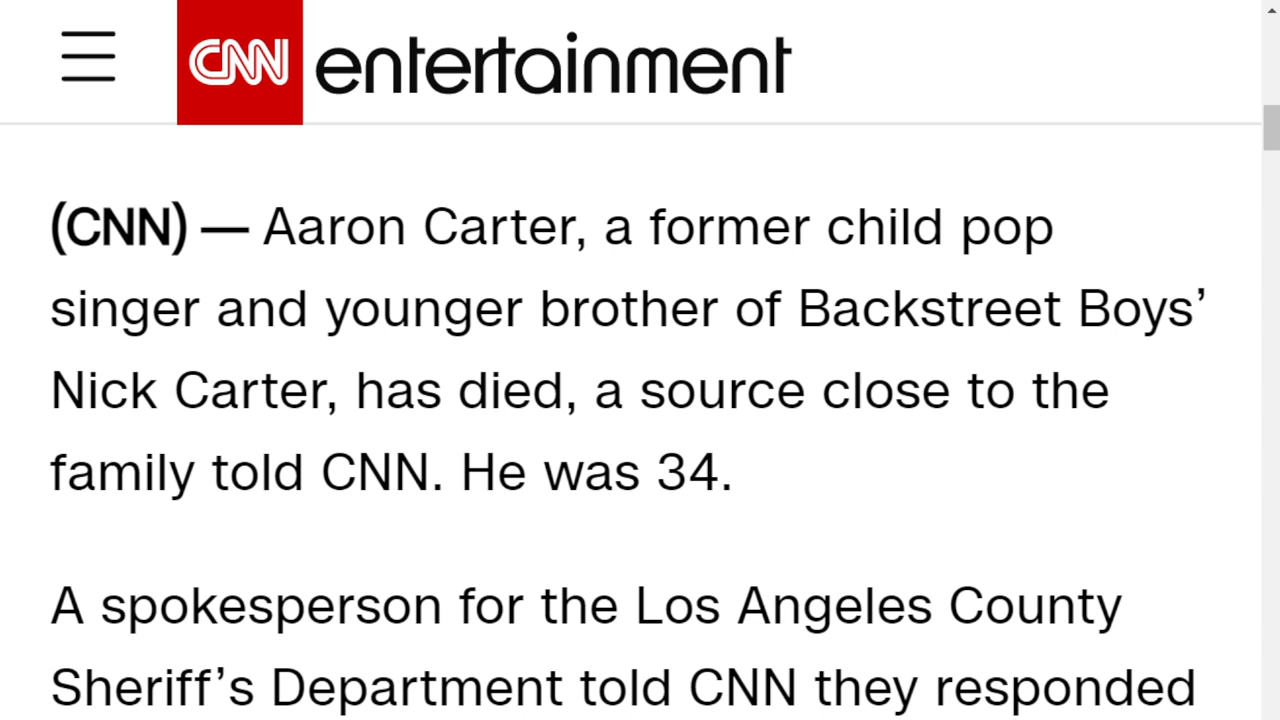 CNN entertainment
(CNN) — Aaron Carter, a former child pop
singer and younger brother of Backstreet Boys’
Nick Carter, has died, a source close to the
family told CNN. He was 34.
A spokesperson for the Los Angeles County
Sheriff’s Department told CNN they responded